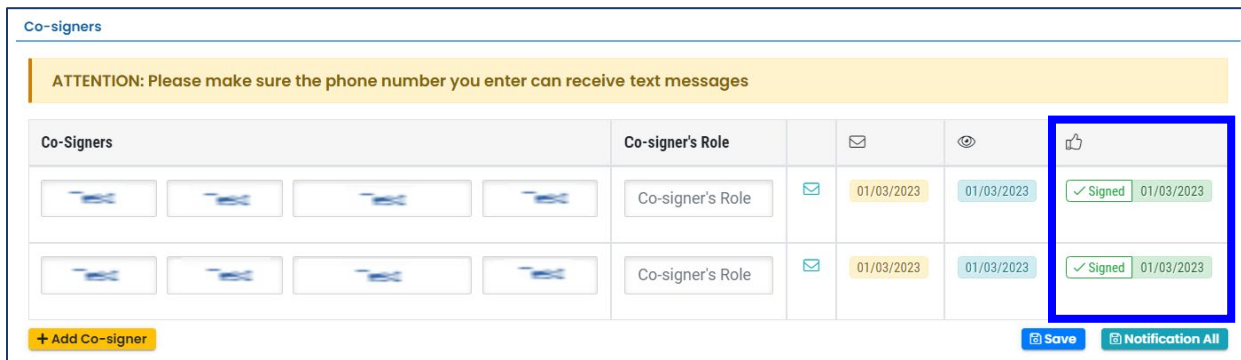 Co-signers
ATTENTION: Please make sure the phone number you enter can receive text messages
Co-Signers Co-signer's Role
Co-signer's Role 01/03/2023 01/03/2023 Signed 01/03/2023
Co-signer's Role 01/03/2023 01/03/2023 Signed 01/03/2023
+ Add Co-signer Save Notification All